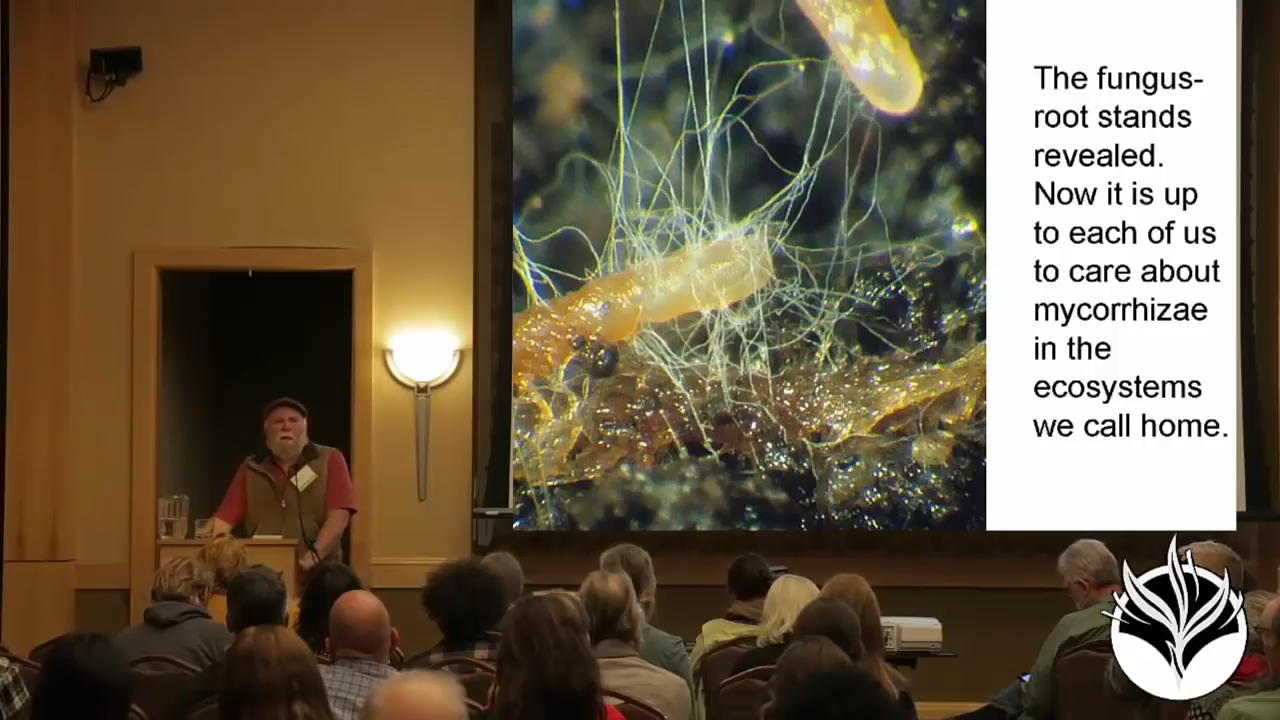 The fungus-
root stands
revealed.
Now it is up
to each of us
to care about
mycorrhizae
in the
ecosystems
we call home.